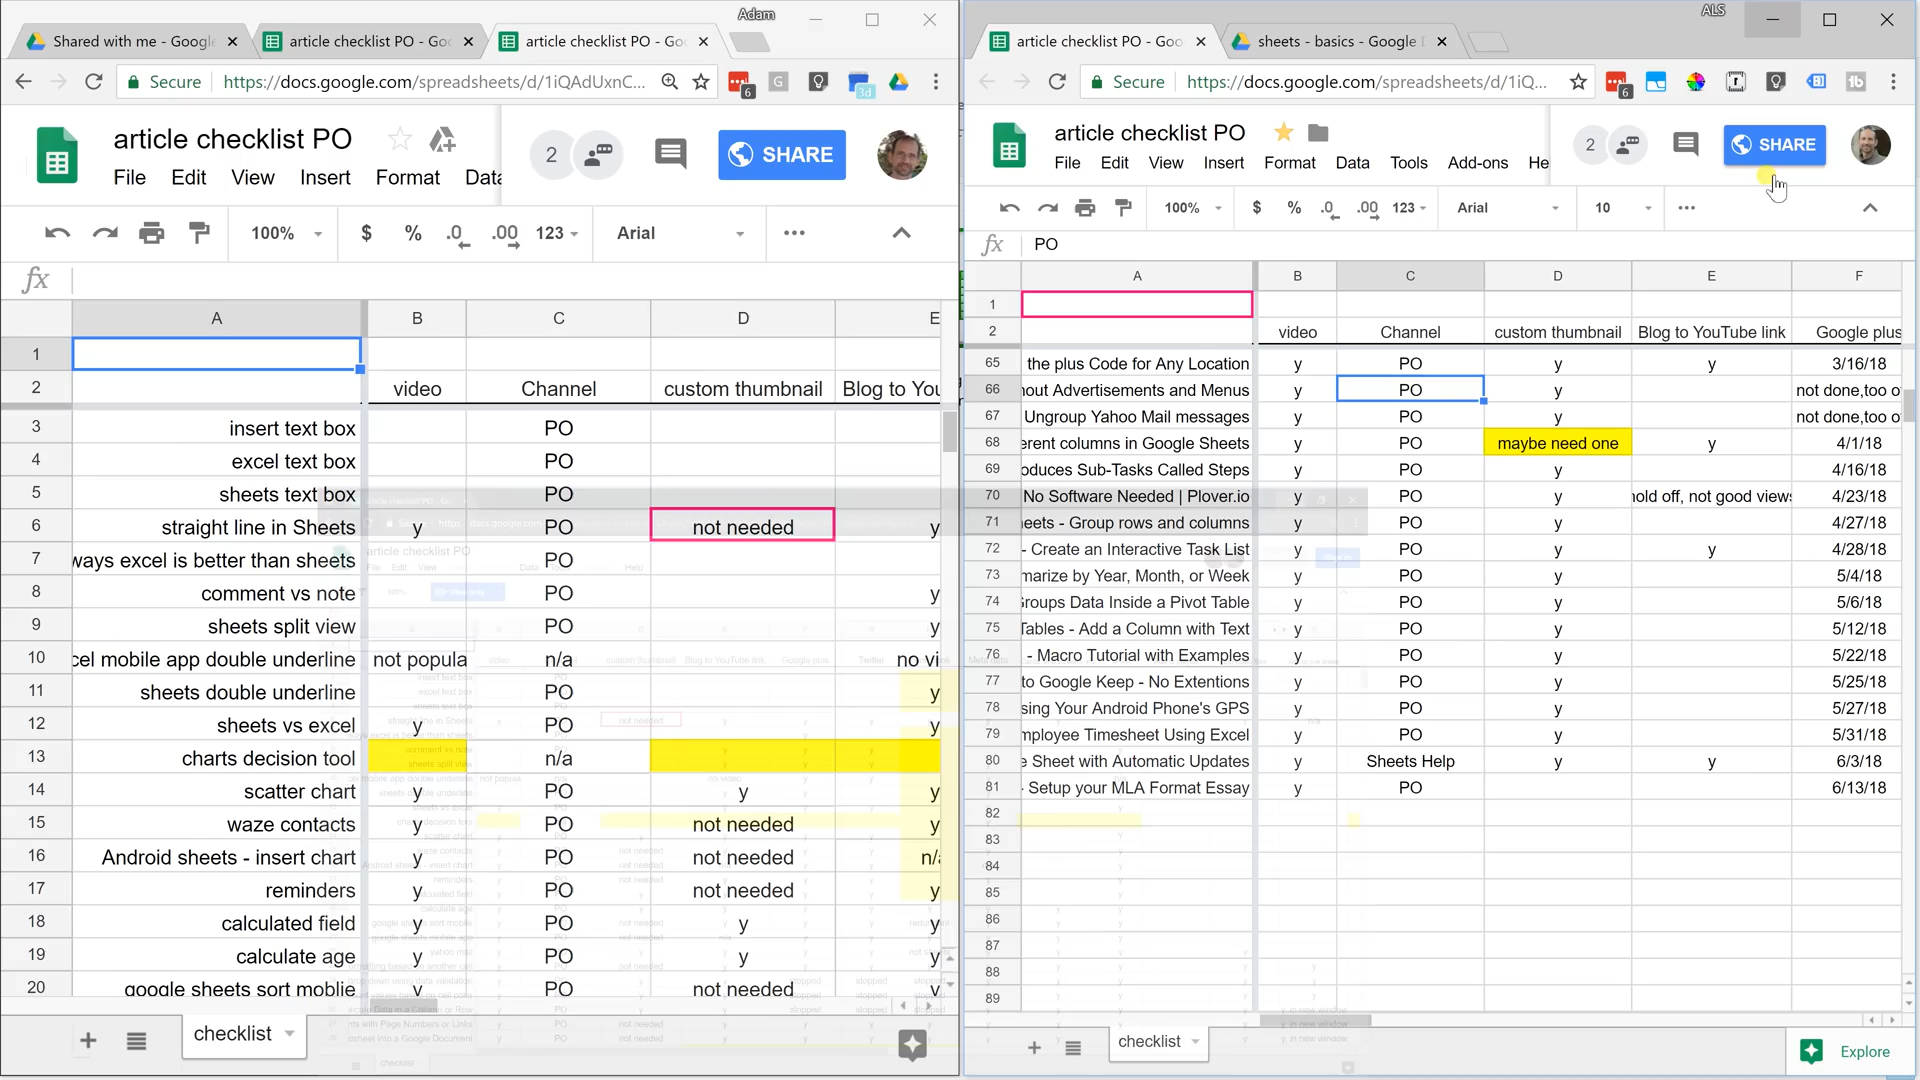 Adam
Shared with me - Google
article checklist PO - Goo
article checklist PO - Goo
Secure
https://docs.google.com/spreadsheets/d/1iQAdUxnC...
6
G
3d
article checklist PO
2
SHARE
File Edit View Insert Format Data
100% $ % .0 .00 123 Arial
fx
A B C D E
1
2 video Channel custom thumbnail Blog to You
3 insert text box PO
4 excel text box PO
5 sheets text box PO
6 straight line in Sheets y PO not needed y
7 ways excel is better than sheets PO
8 comment vs note PO y
9 sheets split view PO y
10 cel mobile app double underline not popula n/a no vi
11 sheets double underline PO y
12 sheets vs excel y PO y
13 charts decision tool n/a
14 scatter chart y PO y y
15 waze contacts y PO not needed y
16 Android sheets - insert chart y PO not needed n/a
17 reminders y PO not needed y
18 calculated field y PO y y
19 calculate age y PO y y
20 google sheets sort moblie y PO not needed y
checklist
ALS
article checklist PO - Goo
sheets - basics - Google D
Secure
https://docs.google.com/spreadsheets/d/1iQ...
6
1b
article checklist PO
2
SHARE
File Edit View Insert Format Data Tools Add-ons He
100% $ % .0 .00 123 Arial 10
fx PO
A B C D E F
1
2 video Channel custom thumbnail Blog to YouTube link Google plus
65 the plus Code for Any Location y PO y y 3/16/18
66 nout Advertisements and Menus y PO y not done,too o
67 Ungroup Yahoo Mail messages y PO y not done,too o
68 erent columns in Google Sheets y PO maybe need one y 4/1/18
69 oduces Sub-Tasks Called Steps y PO y 4/16/18
70 No Software Needed | Plover.io y PO y hold off, not good views 4/23/18
71 heets - Group rows and columns y PO y 4/27/18
72 - Create an Interactive Task List y PO y y 4/28/18
73 marize by Year, Month, or Week y PO y 5/4/18
74 Groups Data Inside a Pivot Table y PO y 5/6/18
75 Tables - Add a Column with Text y PO y 5/12/18
76 - Macro Tutorial with Examples y PO y 5/22/18
77 to Google Keep - No Extentions y PO y 5/25/18
78 sing Your Android Phone's GPS y PO y 5/27/18
79 mployee Timesheet Using Excel y PO y 5/31/18
80 e Sheet with Automatic Updates y Sheets Help y y 6/3/18
81 - Setup your MLA Format Essay y PO 6/13/18
82
83
84
85
86
87
88
89
checklist
Explore